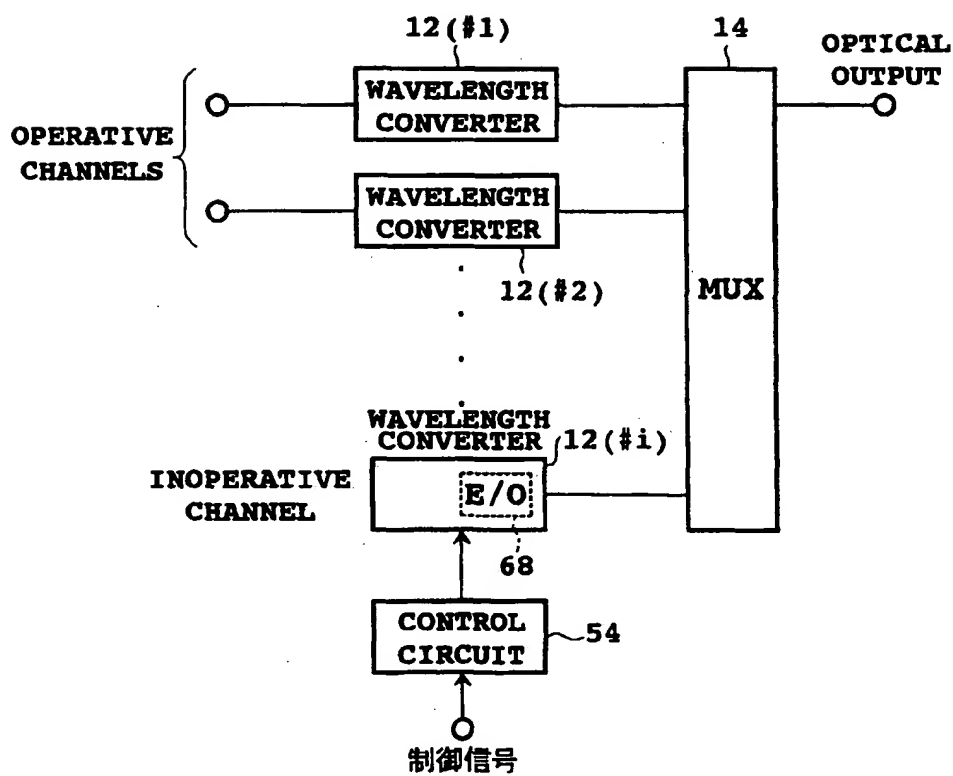 12(#1)
14
OPTICAL
OUTPUT
WAVELENGTH
CONVERTER
OPERATIVE
CHANNELS
WAVELENGTH
CONVERTER
12(#2)
MUX
WAVELENGTH
CONVERTER
12(#i)
INOPERATIVE
CHANNEL
E/O
68
CONTROL
CIRCUIT
54
制御信号